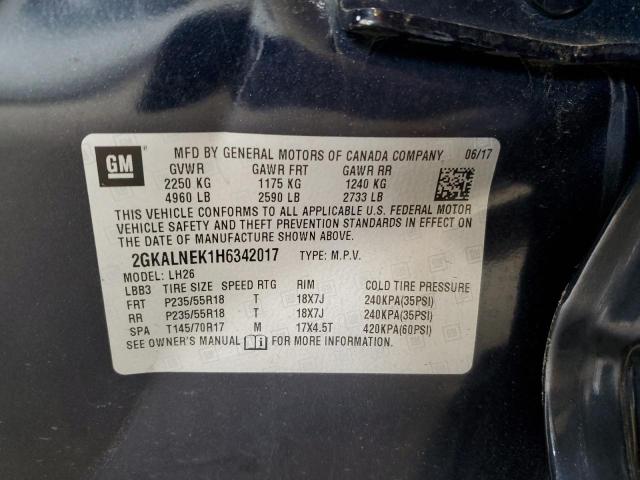 GM
MFD BY GENERAL MOTORS OF CANADA COMPANY 06/17
GVWR GAWR FRT GAWR RR
2250 KG 1175 KG 1240 KG
4960 LB 2590 LB 2733 LB
THIS VEHICLE CONFORMS TO ALL APPLICABLE U.S. FEDERAL MOTOR
VEHICLE SAFETY AND THEFT PREVENTION STANDARDS IN EFFECT ON
THE DATE OF MANUFACTURE SHOWN ABOVE.
2GKALNEK1H6342017 TYPE: M.P.V.
MODEL: LH26
LBB3 TIRE SIZE SPEED RTG RIM COLD TIRE PRESSURE
FRT P235/55R18 T 18X7J 240KPA(35PSI)
RR P235/55R18 T 18X7J 240KPA(35PSI)
SPA T145/70R17 M 17X4.5T 420KPA(60PSI)
SEE OWNER'S MANUAL FOR MORE INFORMATION.